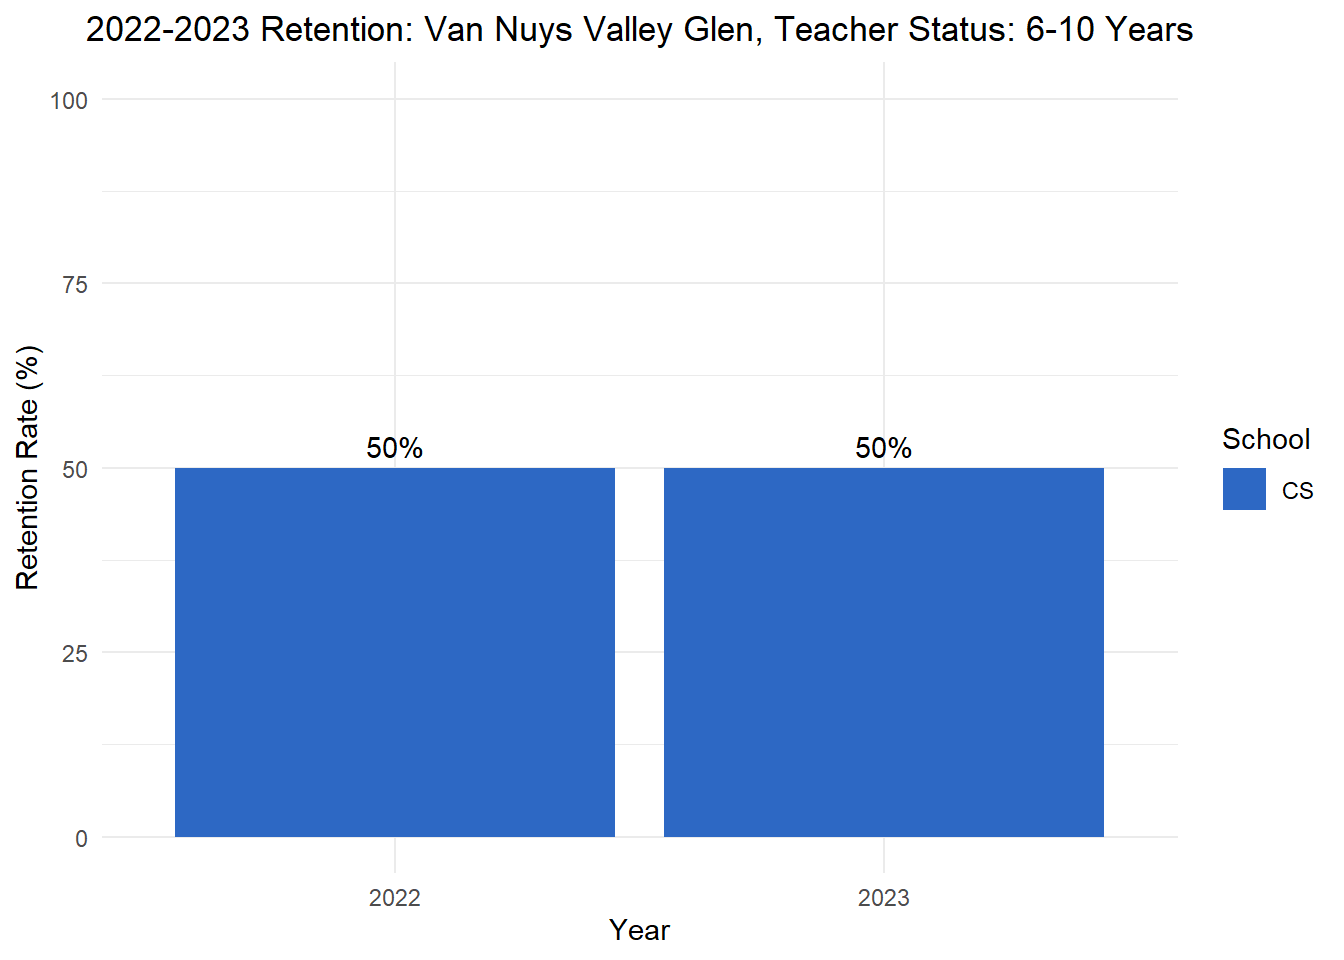 2022-2023 Retention: Van Nuys Valley Glen, Teacher Status: 6-10 Years
100
75
50
25
0
Retention Rate (%)
50%
50%
2022
2023
Year
School
CS